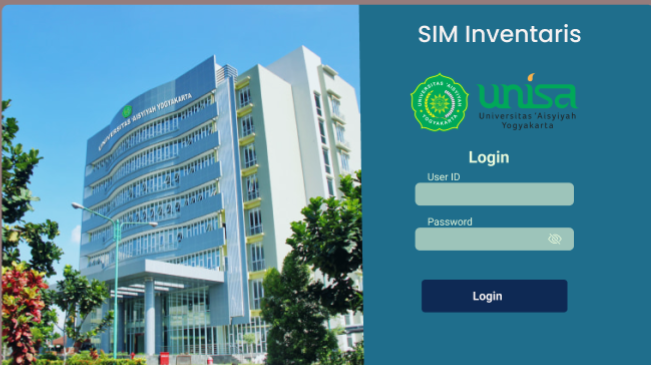 UNIVERSITAS 'AISYIYAH YOGYAKARTA
SIM Inventaris
UNIVERSITAS 'AISYIYAH
YOGYAKARTA
unisa
Universitas 'Aisyiyah
Yogyakarta
Login
User ID
Password
Login